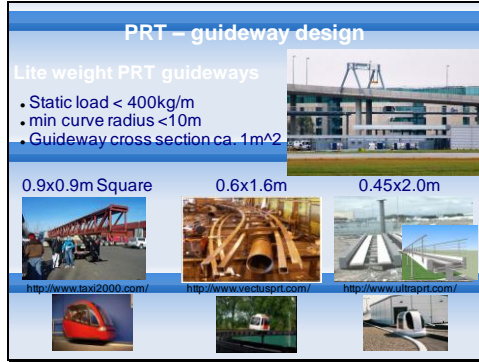 PRT – guideway design
Lite weight PRT guideways
• Static load < 400kg/m
• min curve radius <10m
• Guideway cross section ca. 1m^2
0.9x0.9m Square
0.6x1.6m
0.45x2.0m
http://www.taxi2000.com/
http://www.vectusprt.com/
http://www.ultraprt.com/